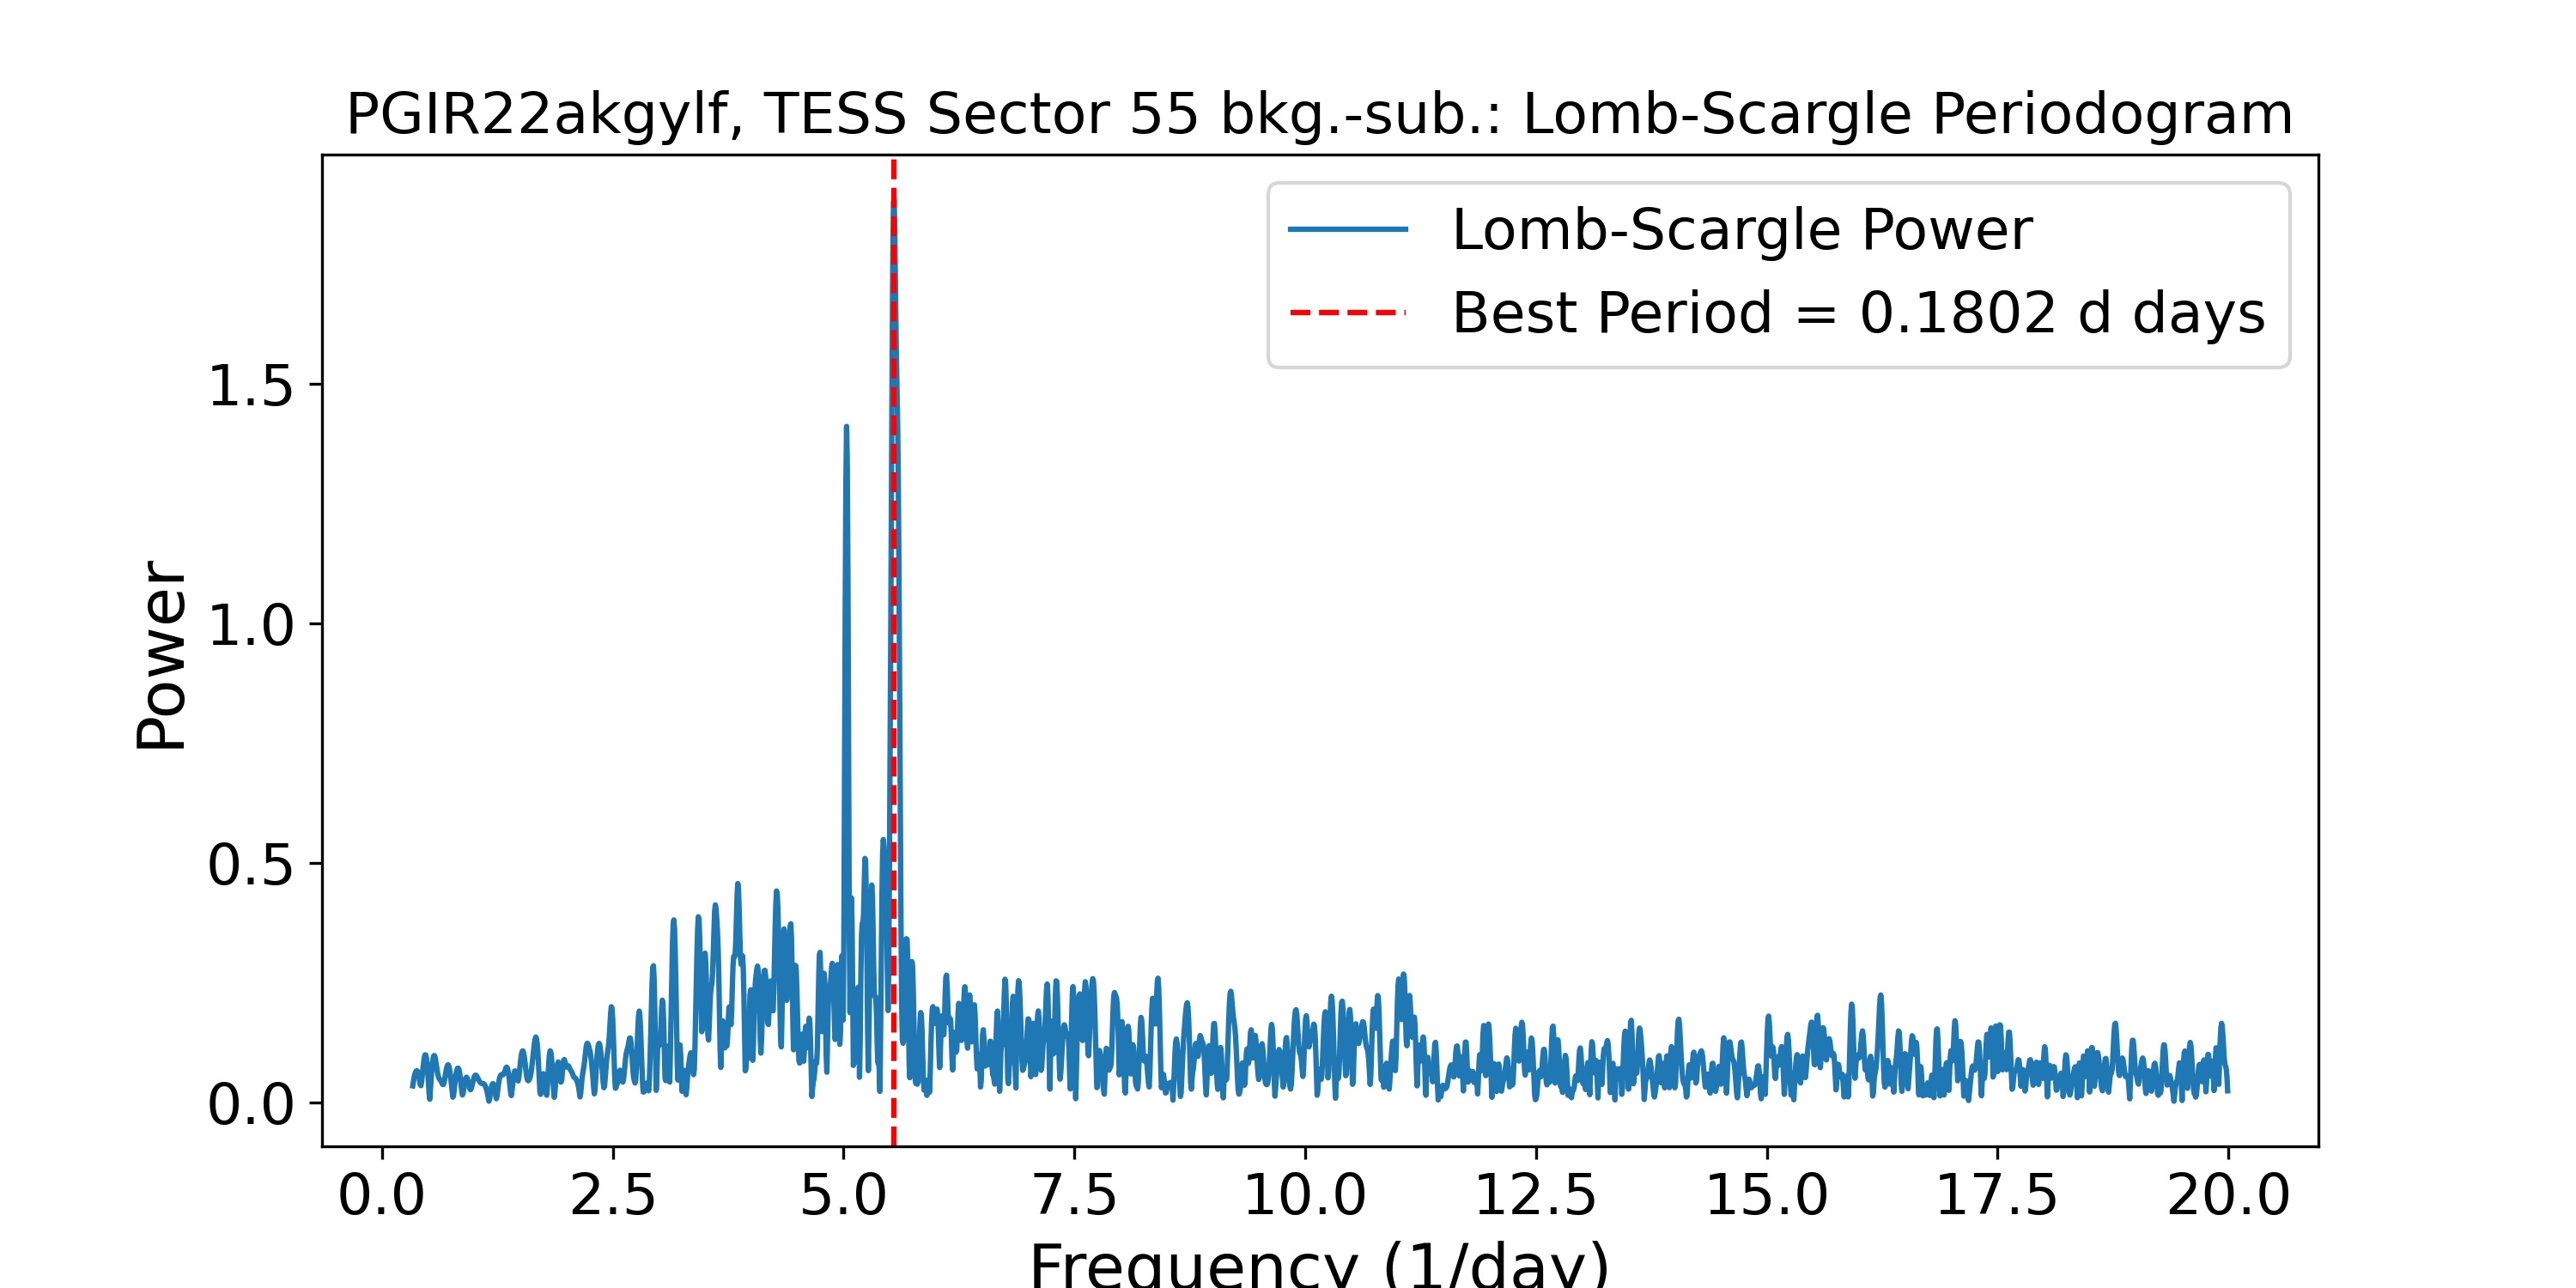 PGIR22akgylf, TESS Sector 55 bkg.-sub.: Lomb-Scargle Periodogram
Lomb-Scargle Power
Best Period = 0.1802 d days
Power
1.5
1.0
0.5
0.0
0.0 2.5 5.0 7.5 10.0 12.5 15.0 17.5 20.0
Frequency (1/day)